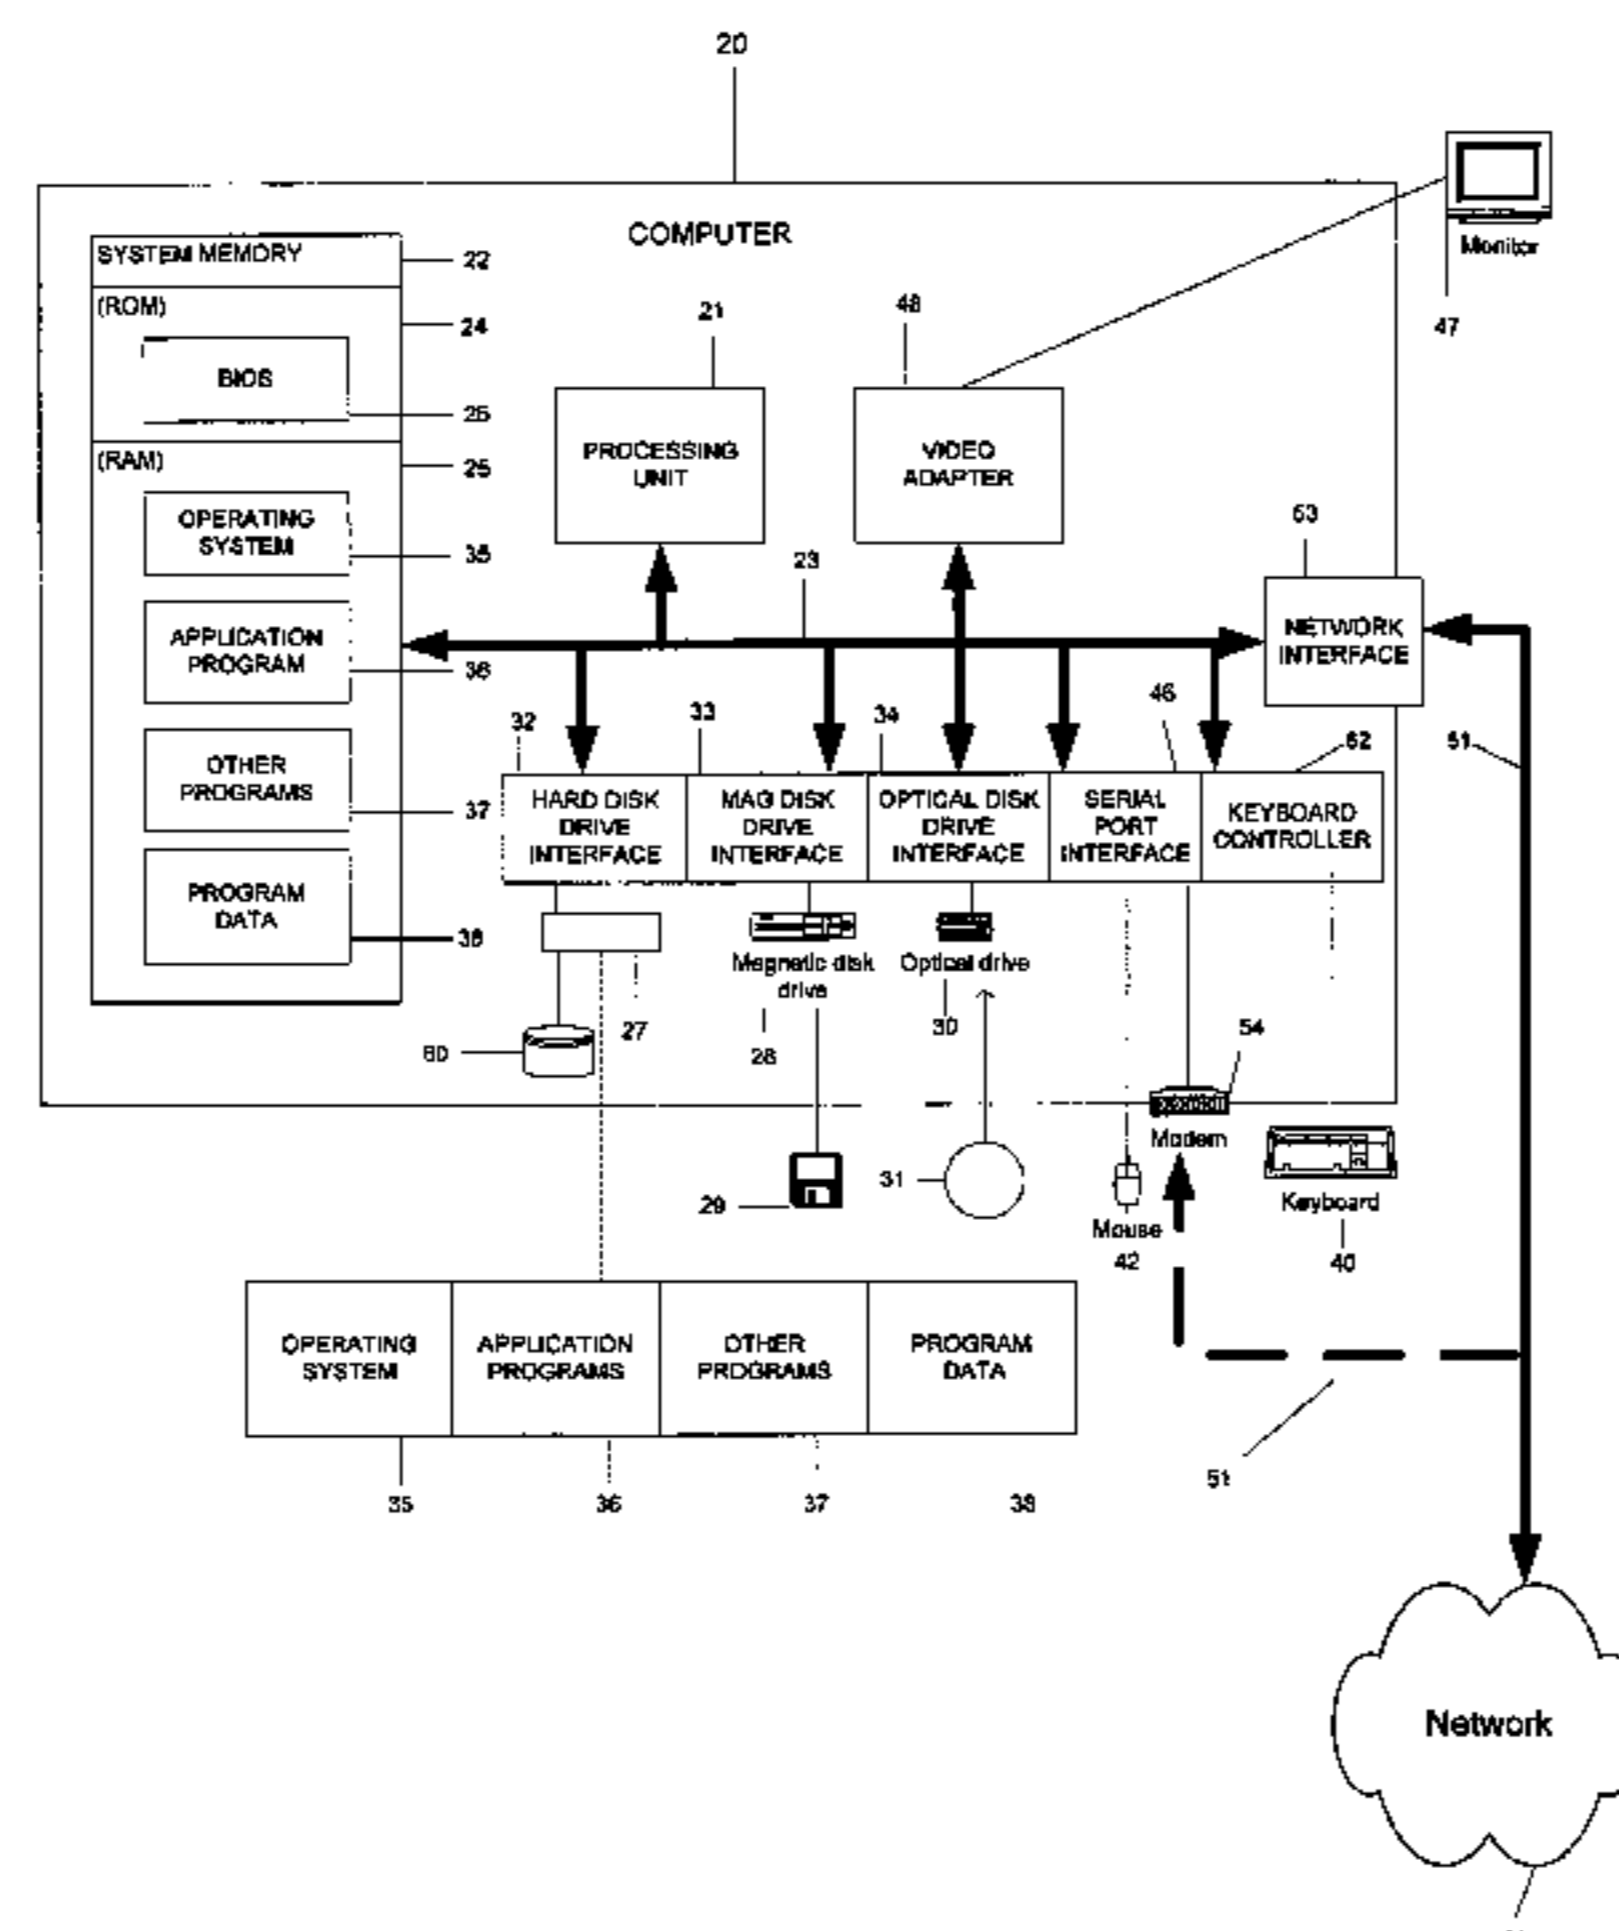 20
COMPUTER
Monitor
47
SYSTEM MEMORY
22
(ROM)
24
BIOS
26
(RAM)
25
OPERATING
SYSTEM
35
APPLICATION
PROGRAM
36
OTHER
PROGRAMS
37
PROGRAM
DATA
38
21
PROCESSING
UNIT
48
VIDEO
ADAPTER
23
53
NETWORK
INTERFACE
51
32
33
34
46
52
HARD DISK
DRIVE
INTERFACE
MAG DISK
DRIVE
INTERFACE
OPTICAL DISK
DRIVE
INTERFACE
SERIAL
PORT
INTERFACE
KEYBOARD
CONTROLLER
Magnetic disk
drive
Optical drive
60
27
28
30
54
Modem
29
31
Mouse
42
Keyboard
40
OPERATING
SYSTEM
APPLICATION
PROGRAMS
OTHER
PROGRAMS
PROGRAM
DATA
35
36
37
38
51
Network